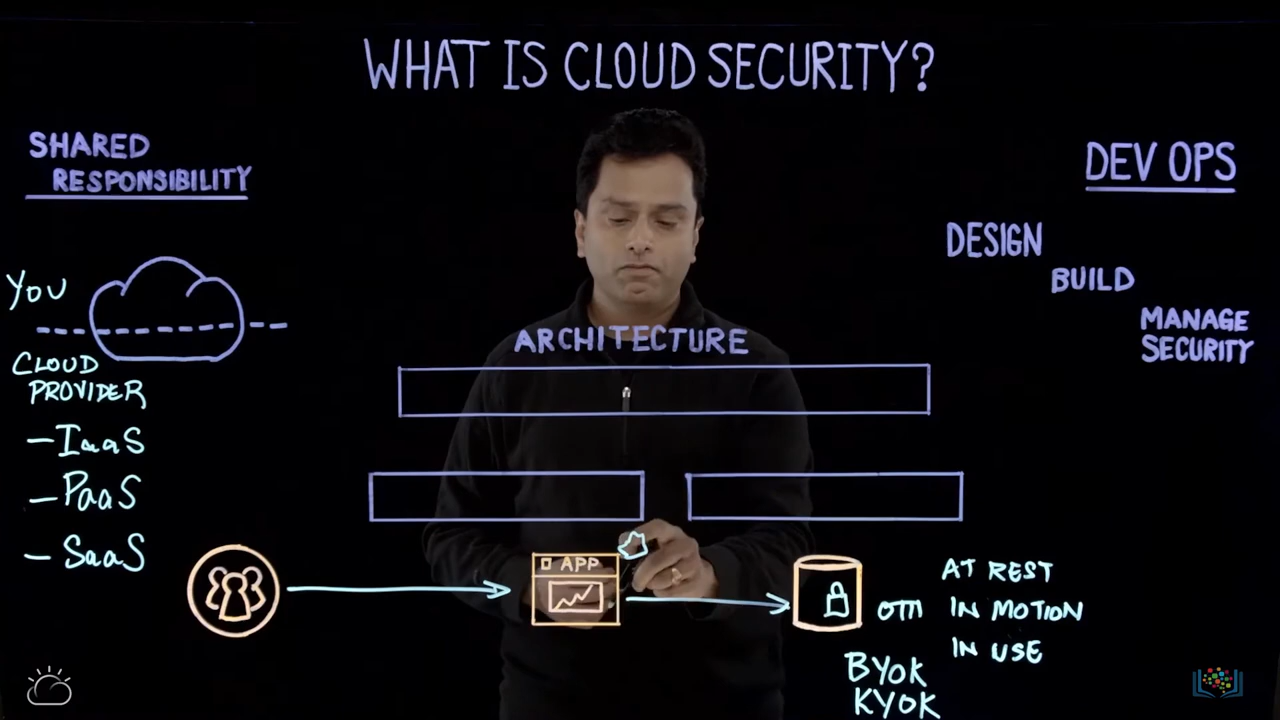 WHAT IS CLOUD SECURITY?
SHARED
RESPONSIBILITY
YOU
CLOUD
PROVIDER
- IaaS
- PaaS
- SaaS
ARCHITECTURE
APP
AT REST
IN MOTION
IN USE
BYOK
KYOK
DEV OPS
DESIGN
BUILD
MANAGE
SECURITY